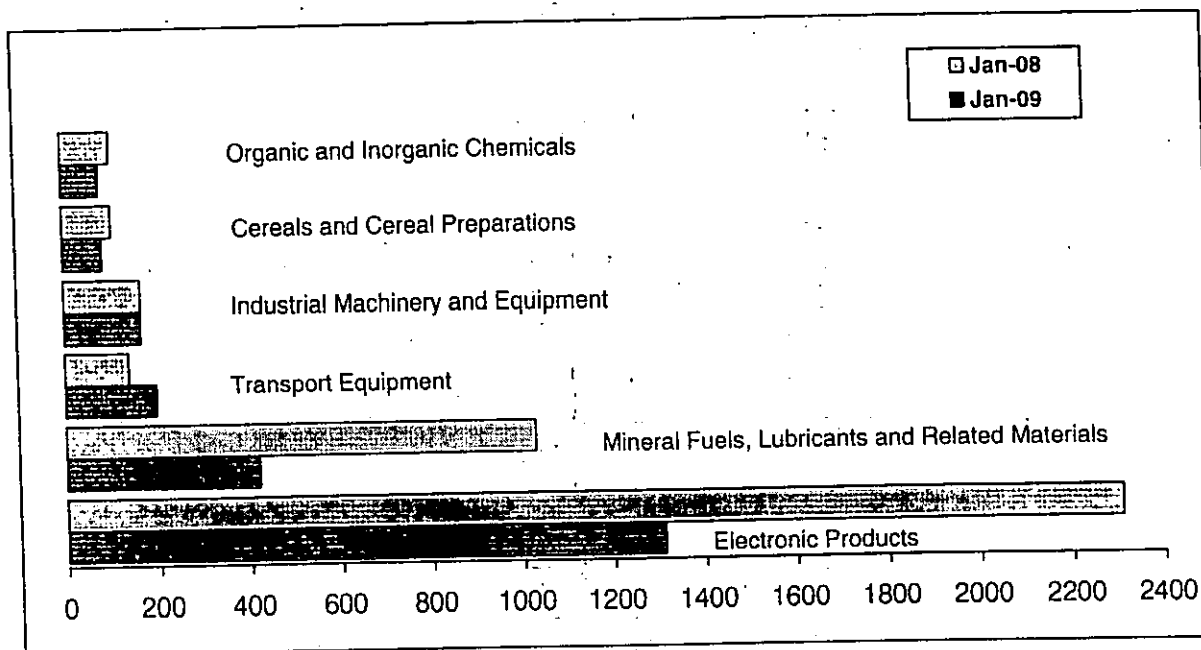 Jan-08
Jan-09
Organic and Inorganic Chemicals
Cereals and Cereal Preparations
Industrial Machinery and Equipment
Transport Equipment
Mineral Fuels, Lubricants and Related Materials
Electronic Products
0 200 400 600 800 1000 1200 1400 1600 1800 2000 2200 2400